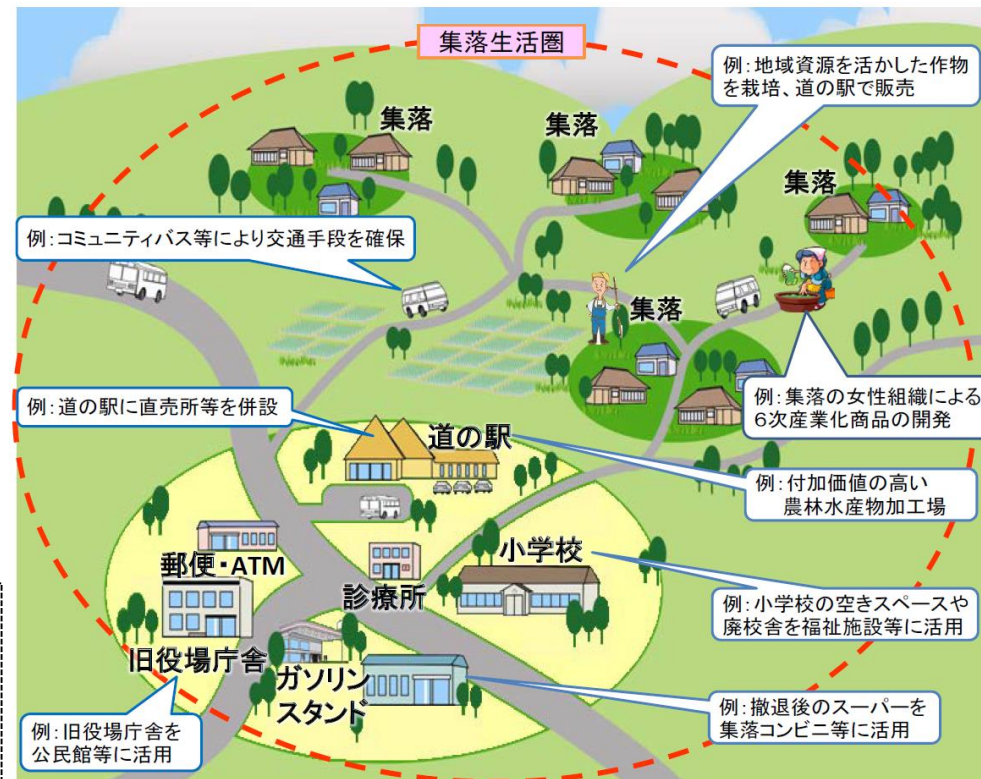 集落生活圏
例：地域資源を活かした作物
を栽培、道の駅で販売
集落
集落
集落
例：コミュニティバス等により交通手段を確保
集落
例：集落の女性組織による
６次産業化商品の開発
例：道の駅に直売所等を併設
道の駅
例：付加価値の高い
農林水産物加工場
小学校
郵便・ATM
診療所
例：小学校の空きスペースや
廃校舎を福祉施設等に活用
旧役場庁舎
ガソリン
スタンド
例：旧役場庁舎を
公民館等に活用
例：撤退後のスーパーを
集落コンビニ等に活用